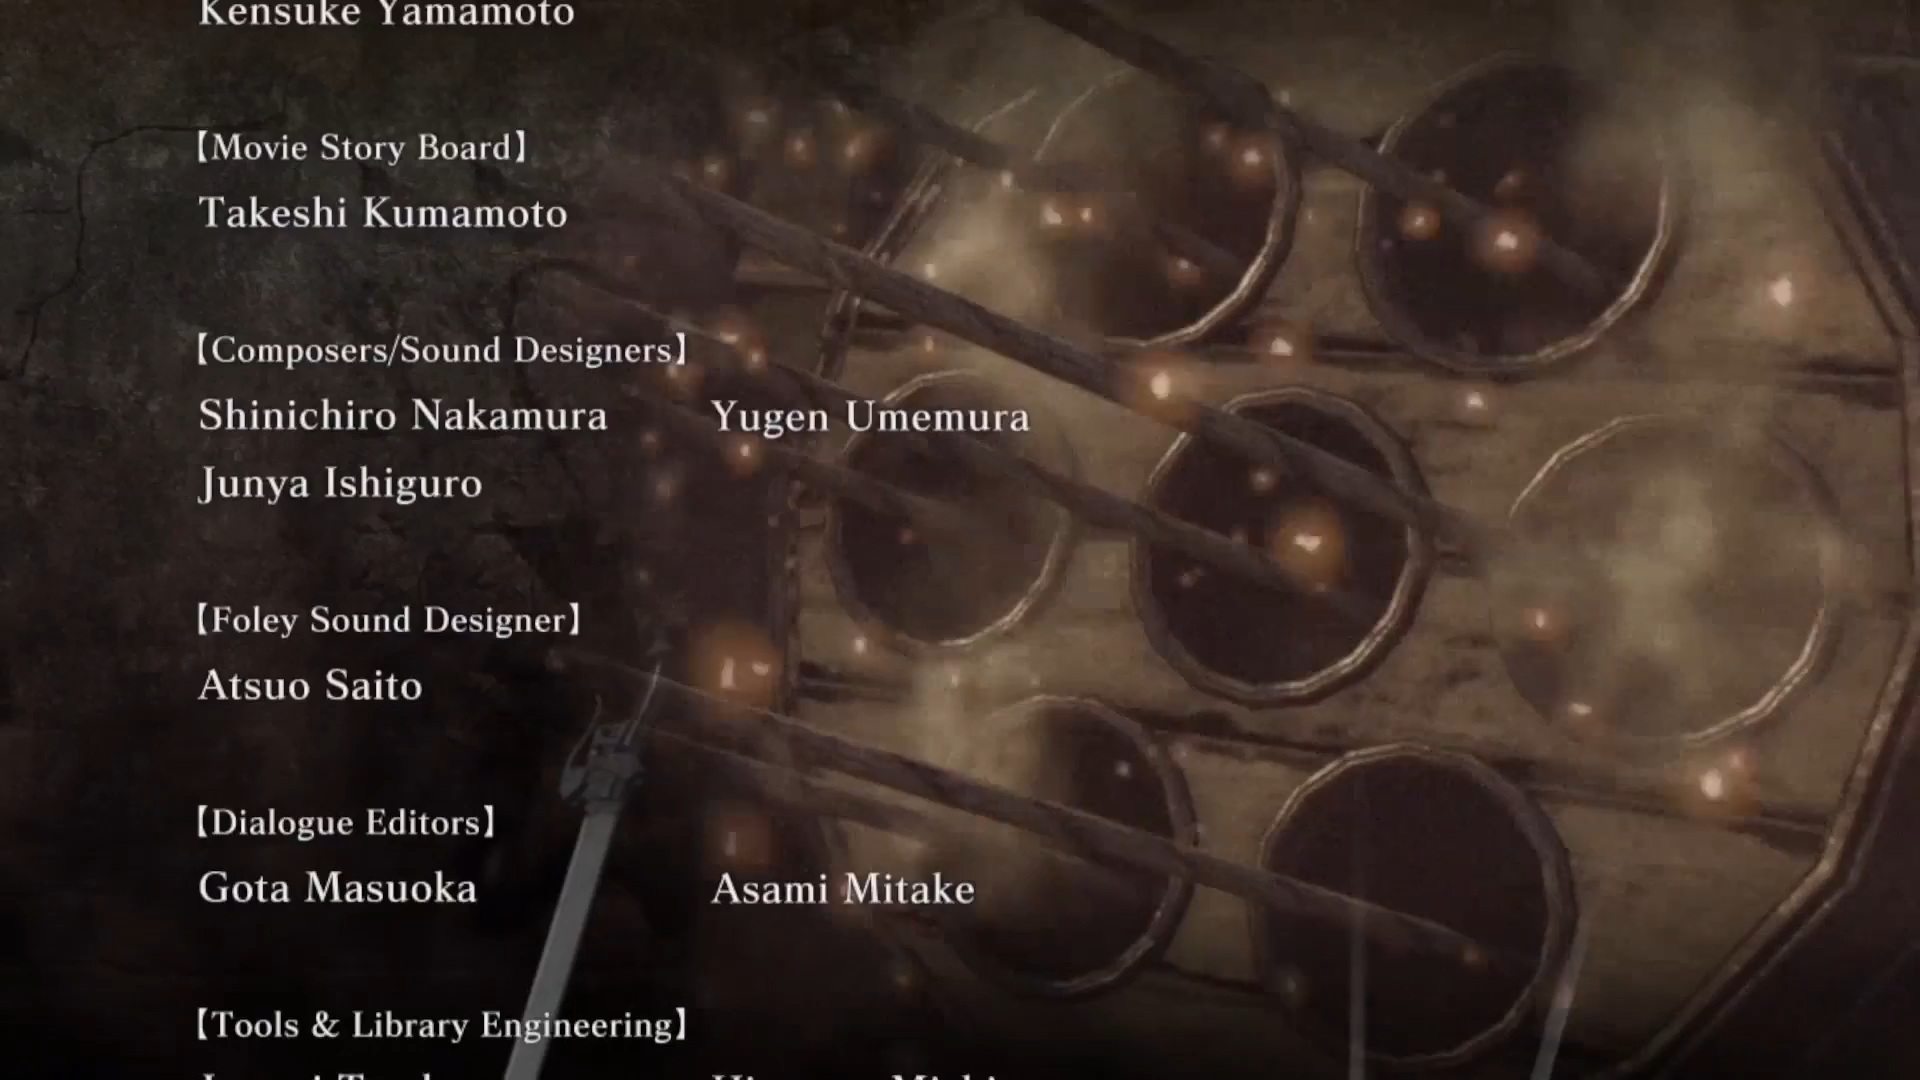 Kensuke Yamamoto
【Movie Story Board】
Takeshi Kumamoto
【Composers/Sound Designers】
Shinichiro Nakamura Yugen Umemura
Junya Ishiguro
【Foley Sound Designer】
Atsuo Saito
【Dialogue Editors】
Gota Masuoka Asami Mitake
【Tools & Library Engineering】